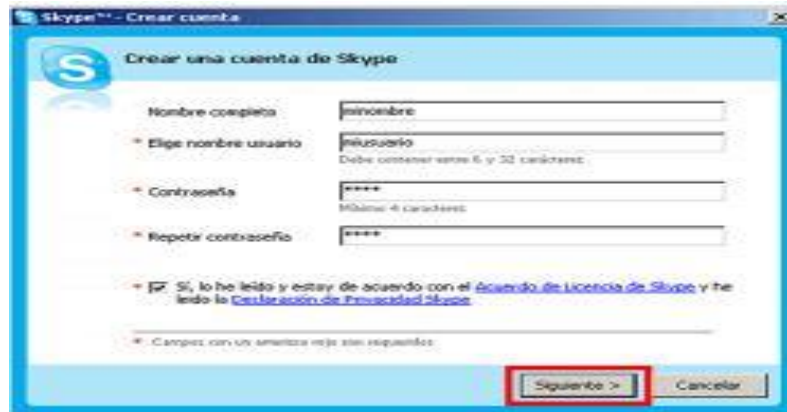 Skype™ - Crear cuenta
Crear una cuenta de Skype
Nombre completo minombre
* Elige nombre usuario miusuario
Debe contener entre 6 y 32 carácteres
* Contraseña ****
Mínimo 4 caracteres
* Repetir contraseña ****
* Sí, lo he leído y estoy de acuerdo con el Acuerdo de Licencia de Skype y he
leído la Declaración de Privacidad Skype
* Campos con un asterisco rojo son requeridos
Siguiente > Cancelar